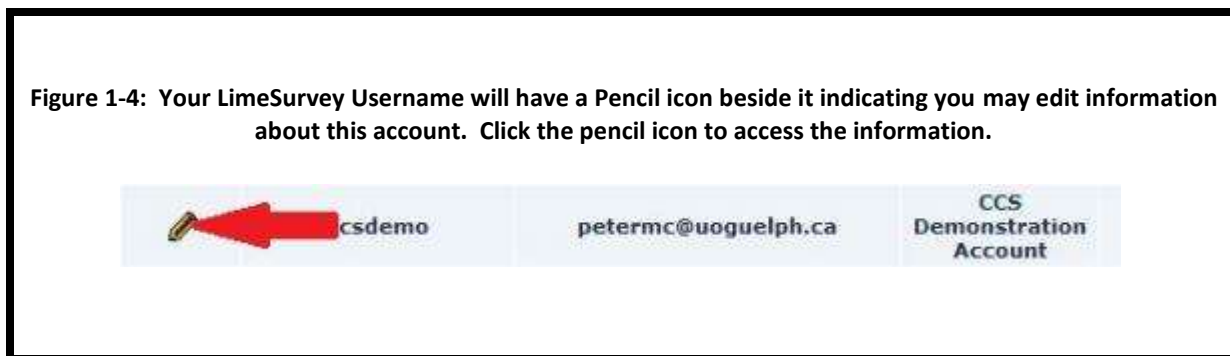 Figure 1-4:  Your LimeSurvey Username will have a Pencil icon beside it indicating you may edit information
about this account.  Click the pencil icon to access the information.
csdemo petermc@uoguelph.ca CCS
Demonstration
Account